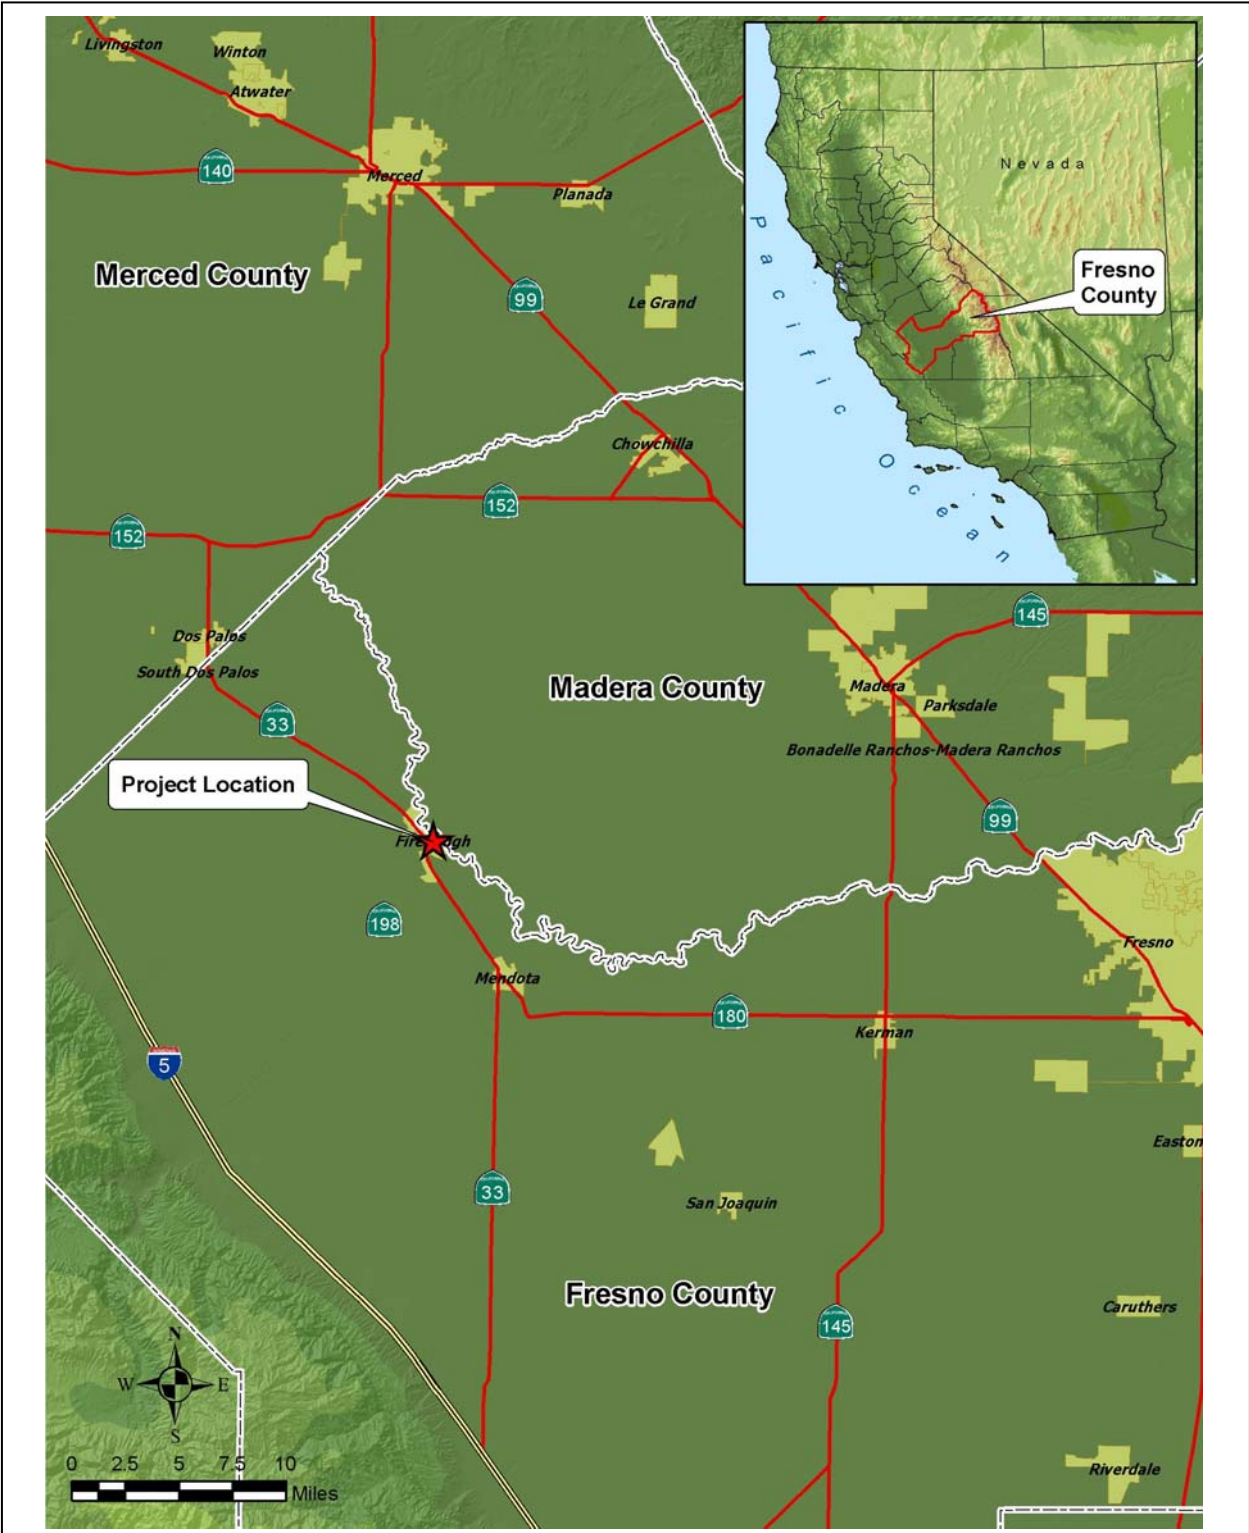 Livingston
Winton
Atwater
140
Merced
Planada
Merced County
99
Le Grand
Chowchilla
152
152
Nevada
Fresno
County
Pacific Ocean
145
Dos Palos
South Dos Palos
33
Madera County
Madera
Parksdale
Bonadelle Ranchos-Madera Ranchos
Project Location
99
198
Fresno
Mendota
180
Kerman
5
Easton
33
San Joaquin
Fresno County
Caruthers
145
N
W
E
S
0 2.5 5 7.5 10
Miles
Riverdale